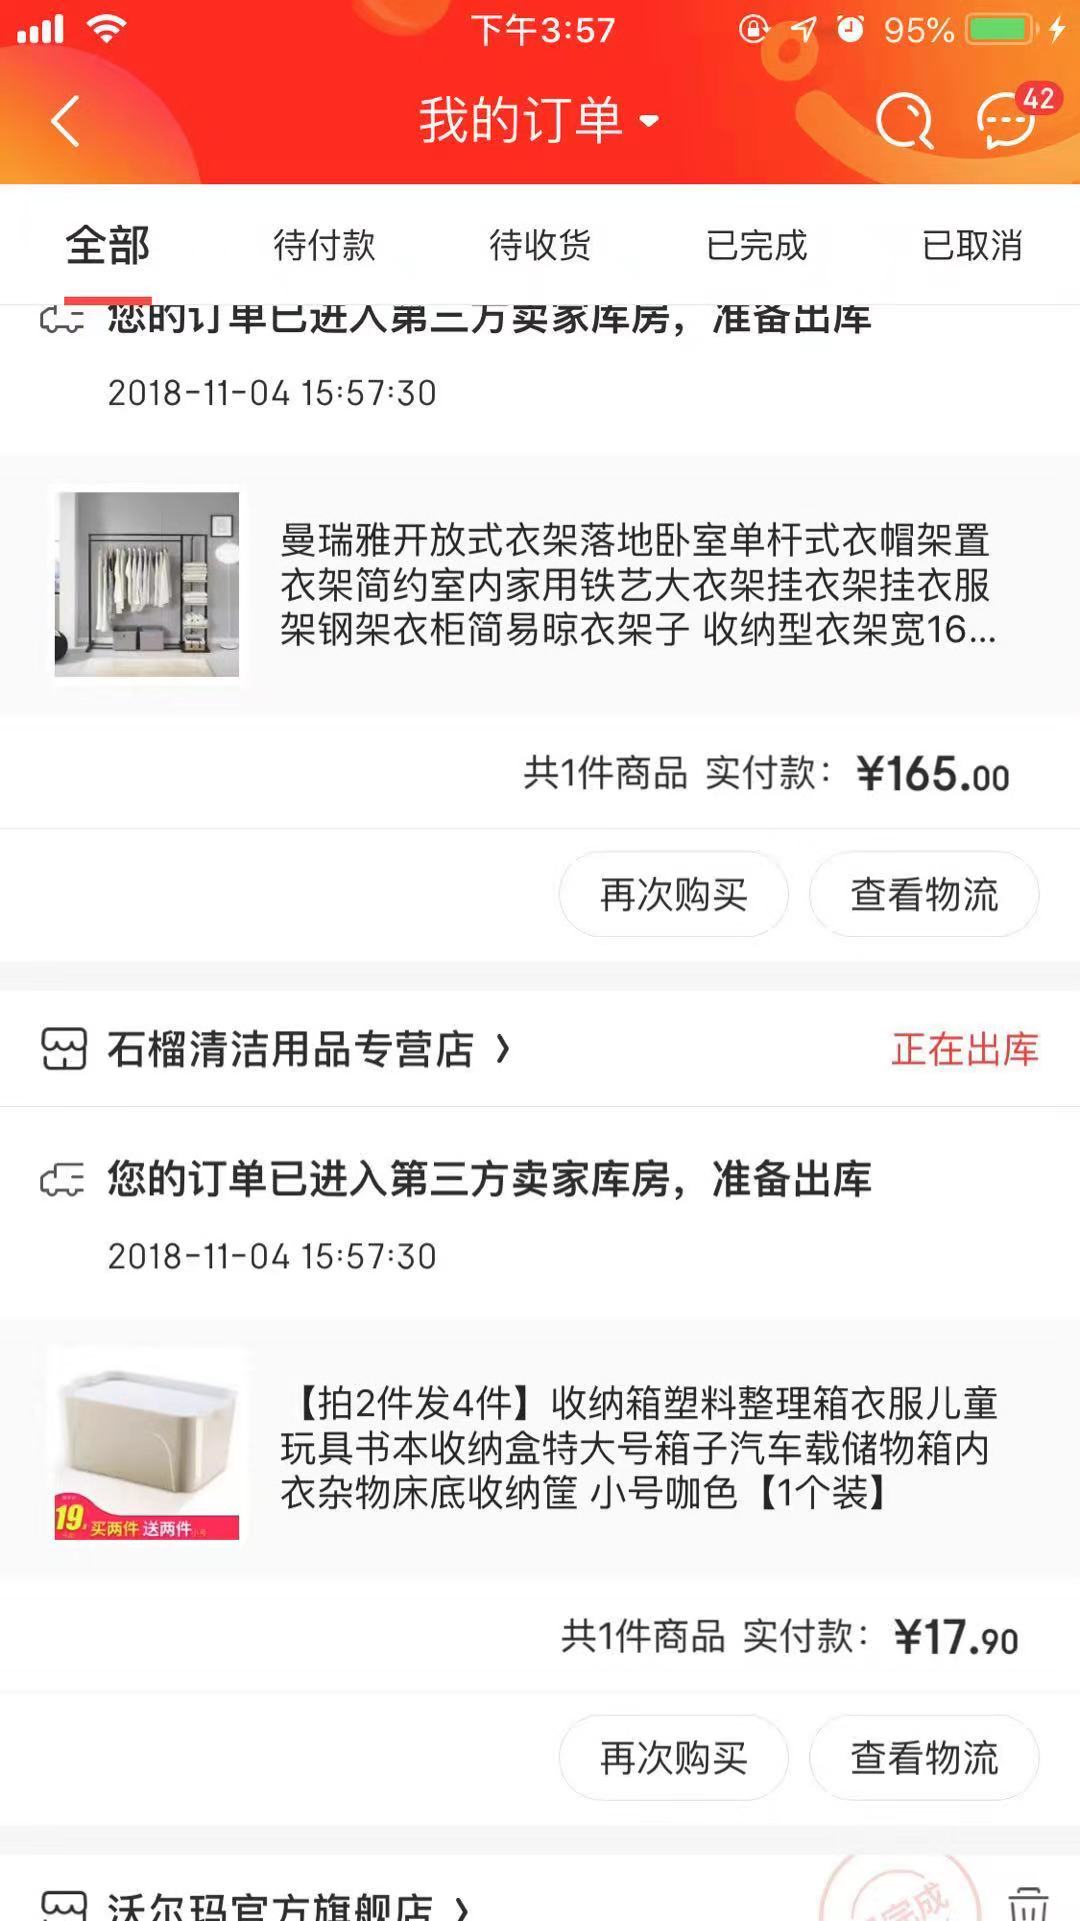 下午3:57
95%
我的订单
42
全部
待付款
待收货
已完成
已取消
您的订单已进入第三方卖家库房，准备出库
2018-11-04 15:57:30
曼瑞雅开放式衣架落地卧室单杆式衣帽架置
衣架简约室内家用铁艺大衣架挂衣架挂衣服
架钢架衣柜简易晾衣架子 收纳型衣架宽16...
共1件商品 实付款：¥165.00
再次购买
查看物流
石榴清洁用品专营店
正在出库
您的订单已进入第三方卖家库房，准备出库
2018-11-04 15:57:30
【拍2件发4件】收纳箱塑料整理箱衣服儿童
玩具书本收纳盒特大号箱子汽车载储物箱内
衣杂物床底收纳筐 小号咖色【1个装】
19
买两件 送两件
共1件商品 实付款：¥17.90
再次购买
查看物流
沃尔玛官方旗舰店
完成